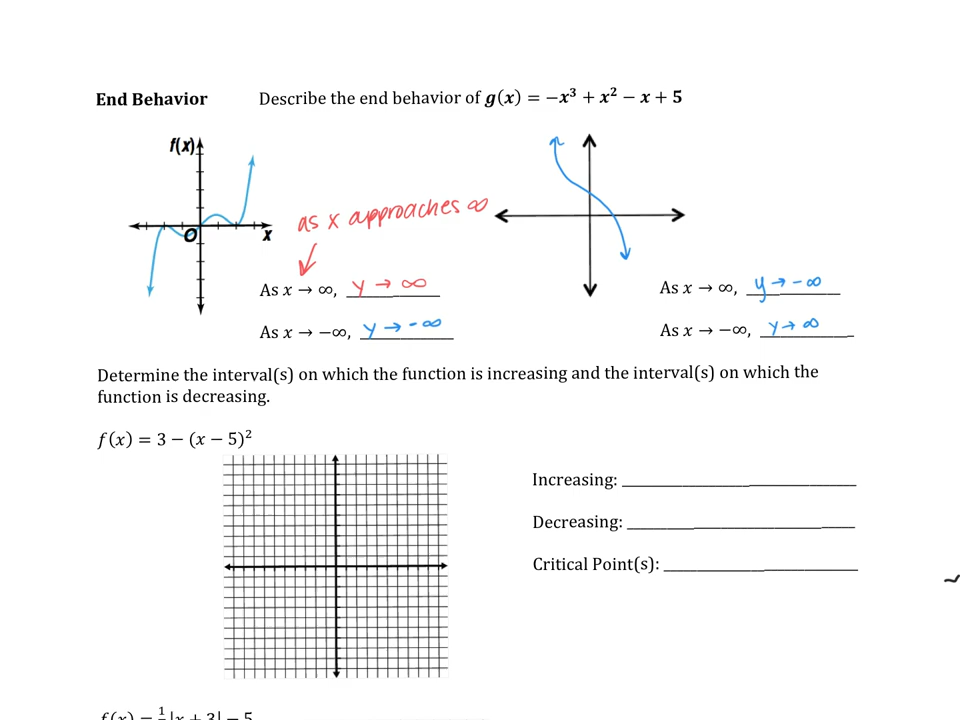 End Behavior Describe the end behavior of g(x) = −x³ + x² − x + 5
f(x)
as x approaches ∞
O x
As x → ∞, y → ∞ As x → ∞, y → -∞
As x → −∞, y → -∞ As x → −∞, y → ∞
Determine the interval(s) on which the function is increasing and the interval(s) on which the
function is decreasing.
f(x) = 3 − (x − 5)²
Increasing:
Decreasing:
Critical Point(s):